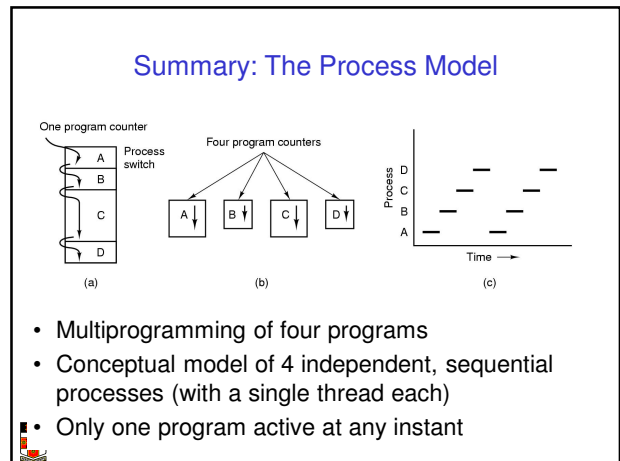 Summary: The Process Model
One program counter
Process
switch
A
B
C
D
(a)
Four program counters
A
B
C
D
(b)
Process
D
C
B
A
Time
(c)
• Multiprogramming of four programs
• Conceptual model of 4 independent, sequential
processes (with a single thread each)
• Only one program active at any instant